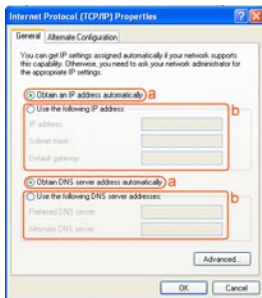 Internet Protocol (TCP/IP) Properties
General
Alternate Configuration
You can get IP settings assigned automatically if your network supports
this capability. Otherwise, you need to ask your network administrator for
the appropriate IP settings.
Obtain an IP address automatically a
Use the following IP address: b
IP address:
Subnet mask:
Default gateway:
Obtain DNS server address automatically a
Use the following DNS server addresses: b
Preferred DNS server:
Alternate DNS server:
Advanced...
OK
Cancel